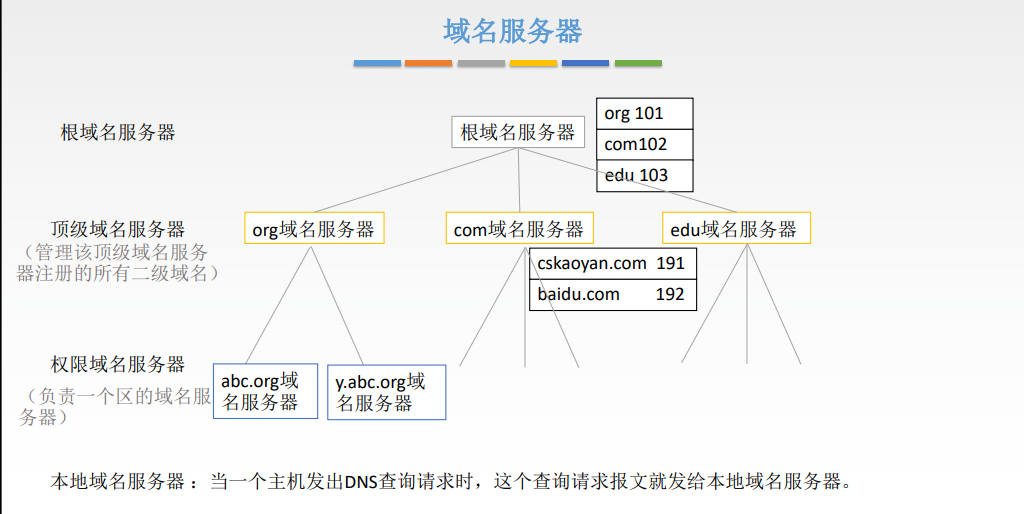 域名服务器
根域名服务器
根域名服务器
org 101
com102
edu 103
顶级域名服务器
（管理该顶级域名服务
器注册的所有二级域名）
org域名服务器
com域名服务器
edu域名服务器
cskaoyan.com 191
baidu.com 192
权限域名服务器
（负责一个区的域名服
务器）
abc.org域
名服务器
y.abc.org域
名服务器
本地域名服务器：当一个主机发出DNS查询请求时，这个查询请求报文就发给本地域名服务器。